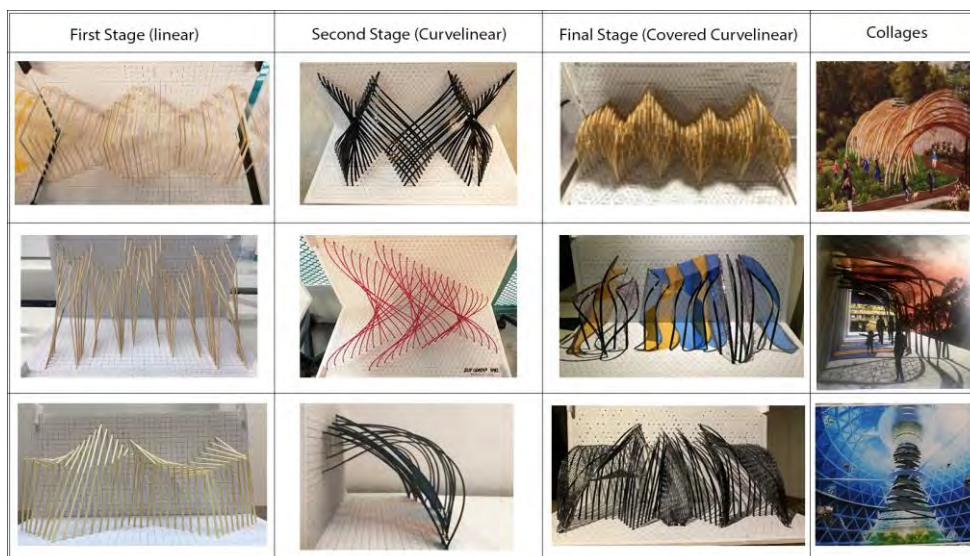 First Stage (linear)
Second Stage (Curvelinear)
Final Stage (Covered Curvelinear)
Collages